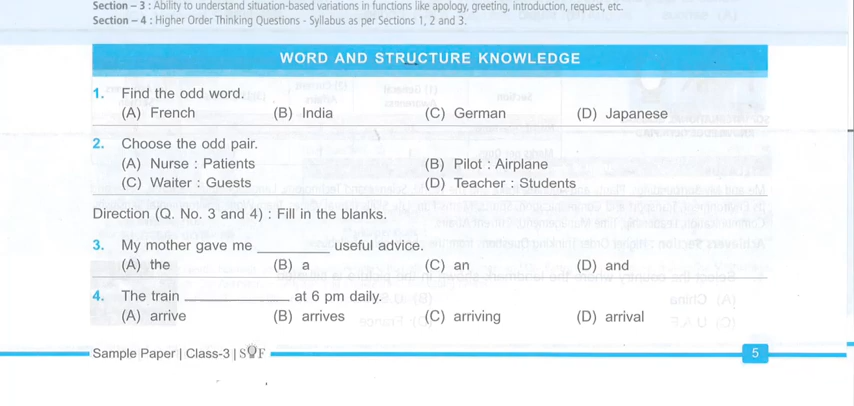 Section – 3 : Ability to understand situation-based variations in functions like apology, greeting, introduction, request, etc.
Section – 4 : Higher Order Thinking Questions - Syllabus as per Sections 1, 2 and 3.
WORD AND STRUCTURE KNOWLEDGE
1. Find the odd word.
(A) French (B) India (C) German (D) Japanese
2. Choose the odd pair.
(A) Nurse : Patients (B) Pilot : Airplane
(C) Waiter : Guests (D) Teacher : Students
Direction (Q. No. 3 and 4) : Fill in the blanks.
3. My mother gave me ________ useful advice.
(A) the (B) a (C) an (D) and
4. The train ____________ at 6 pm daily.
(A) arrive (B) arrives (C) arriving (D) arrival
Sample Paper | Class-3 | SOF 5